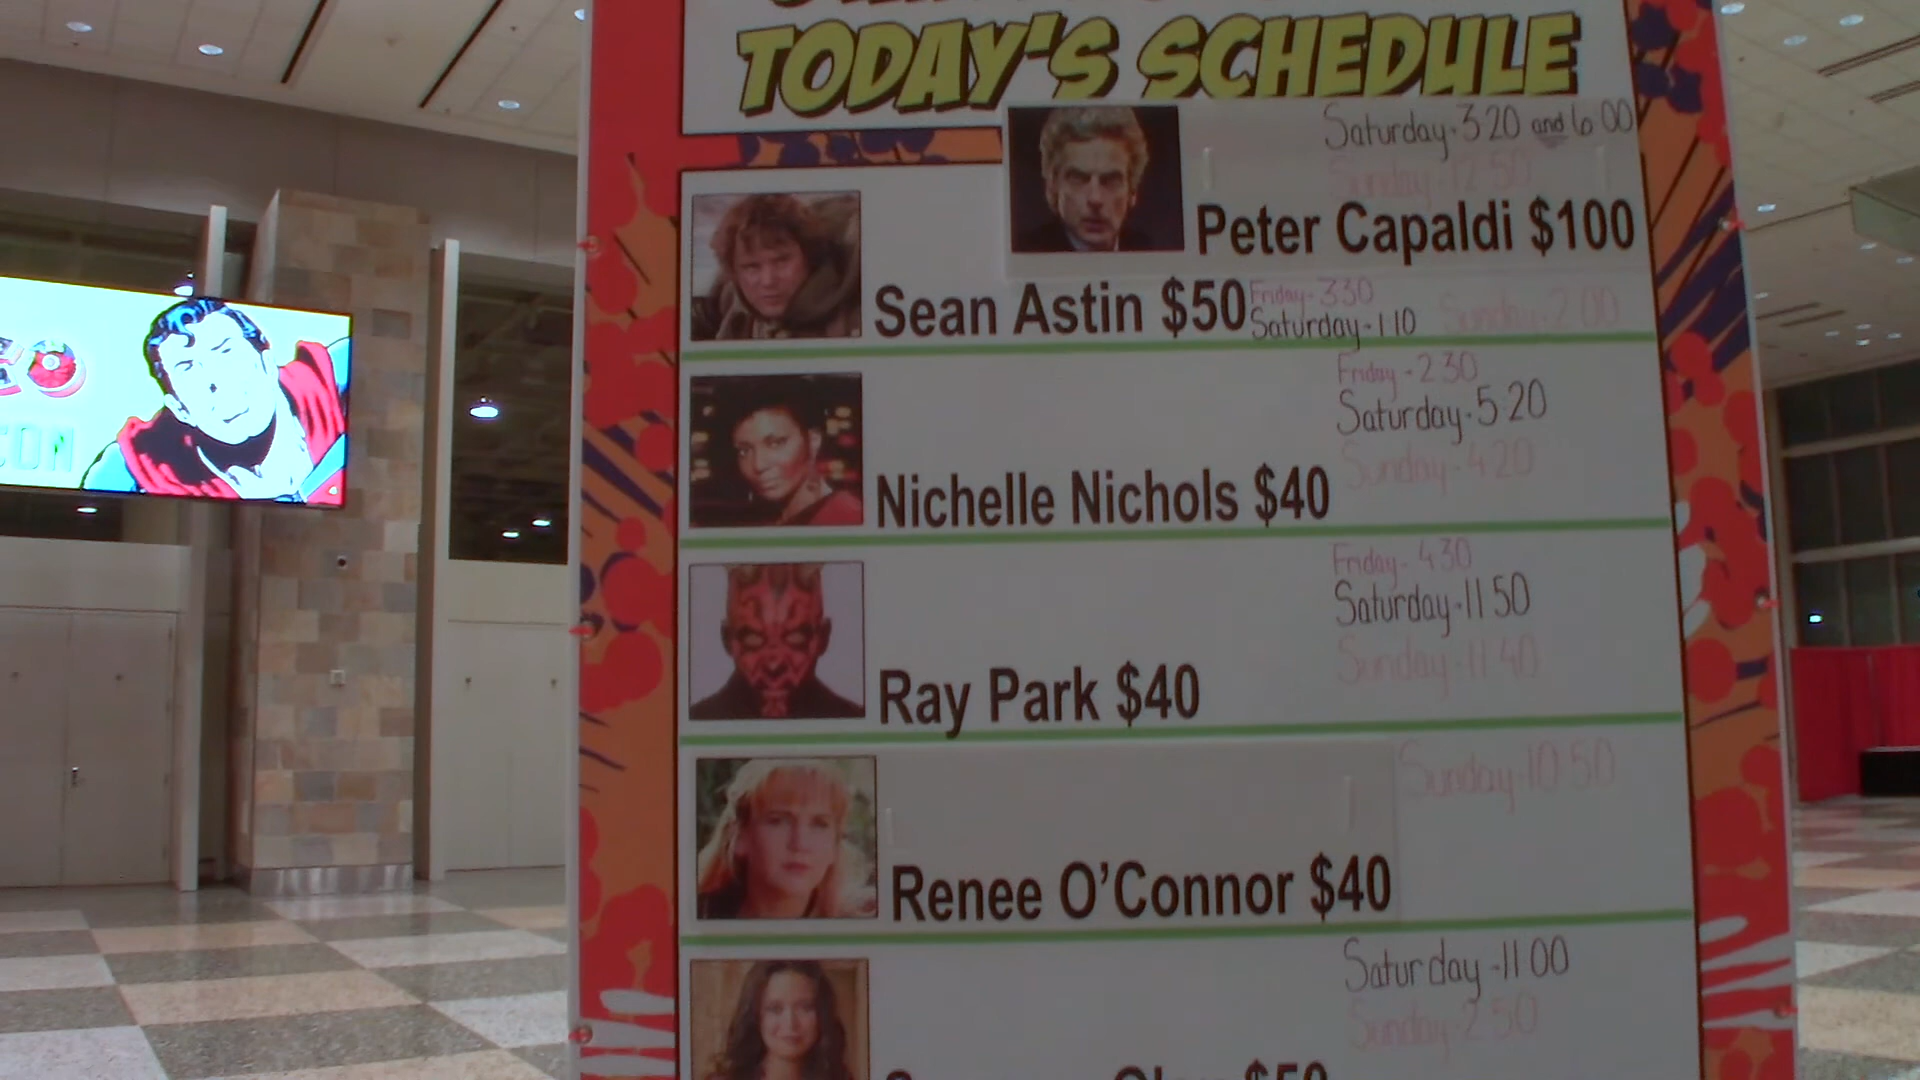 TODAY'S SCHEDULE
Saturday-3 20 and 6 00
Sunday-12 50
Peter Capaldi $100
Sean Astin $50
Friday-3 30
Saturday-1 10
Sunday-2 00
Friday-2 30
Saturday-5 20
Sunday-4 20
Nichelle Nichols $40
Friday-4 30
Saturday-11 50
Sunday-11 40
Ray Park $40
Sunday-10 50
Renee O'Connor $40
Saturday-11 00
Sunday-2 50
$50
CON